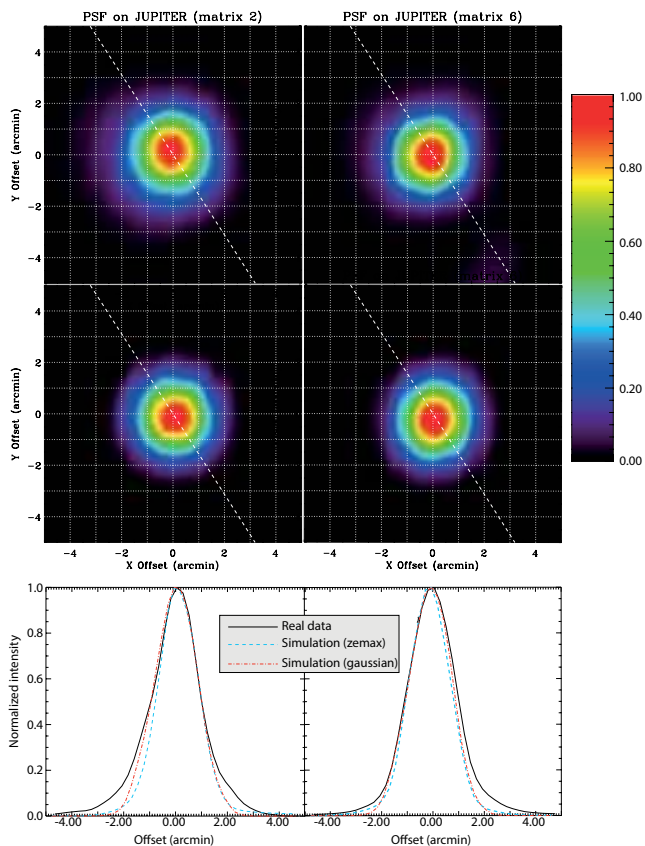 PSF on JUPITER (matrix 2)
PSF on JUPITER (matrix 6)
4
2
0
-2
-4
Y Offset (arcmin)
1.00
0.80
0.60
0.40
0.20
0.00
4
2
0
-2
-4
Y Offset (arcmin)
-4 -2 0 2 4
X Offset (arcmin)
-4 -2 0 2 4
X Offset (arcmin)
1.0
0.8
0.6
0.4
0.2
0.0
Normalized intensity
Real data
Simulation (zemax)
Simulation (gaussian)
-4.00 -2.00 0.00 2.00 4.00
Offset (arcmin)
-4.00 -2.00 0.00 2.00 4.00
Offset (arcmin)